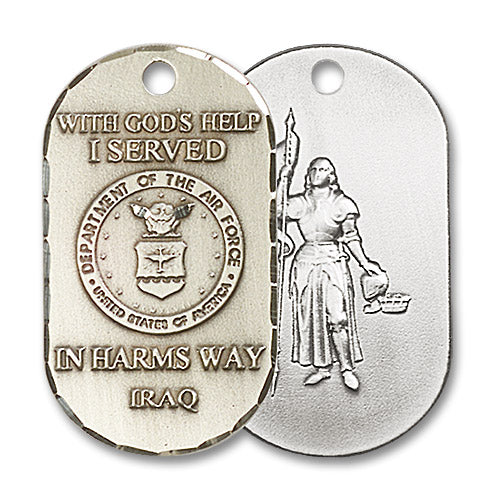 WITH GOD'S HELP
I SERVED
DEPARTMENT OF THE AIR FORCE
UNITED STATES OF AMERICA
IN HARMS WAY
IRAQ